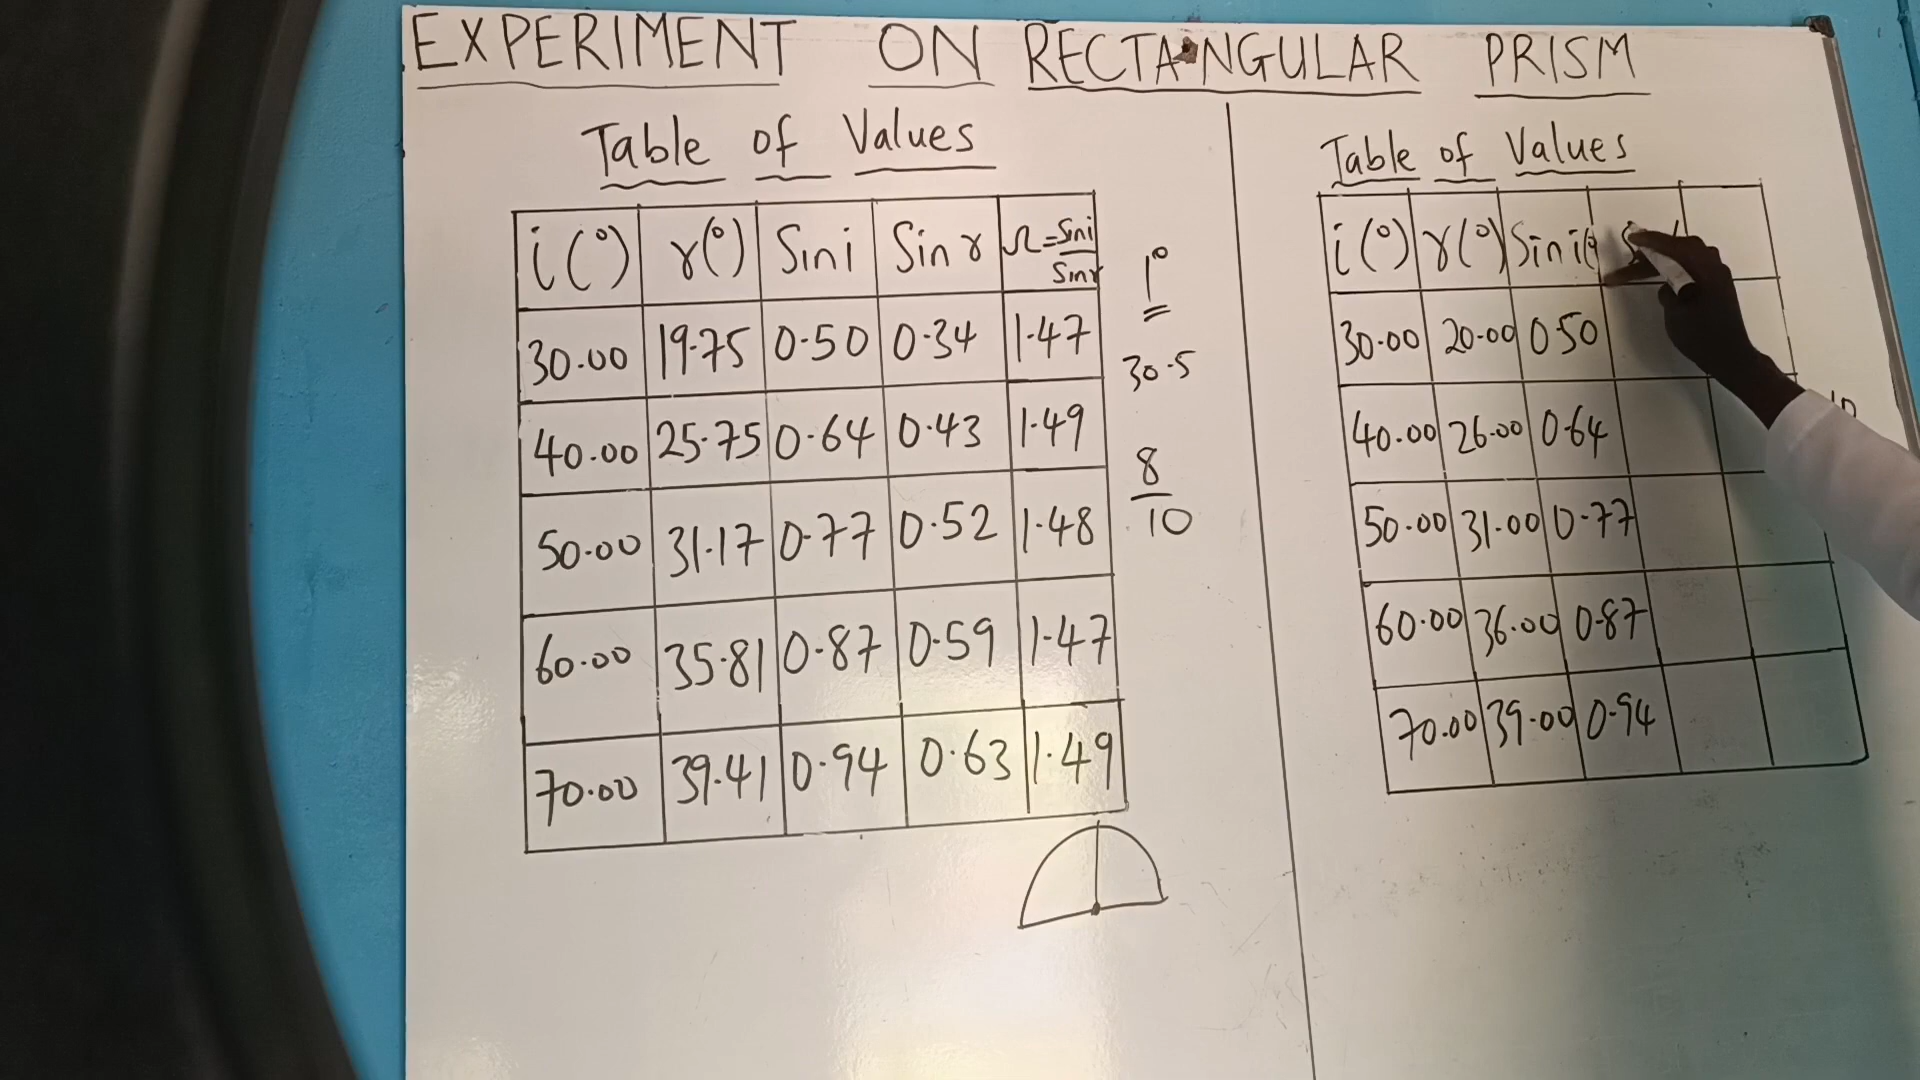 EXPERIMENT ON RECTANGULAR PRISM
Table of Values
i(°) r(°) Sin i Sin r Ω=Sini/Sinr
30.00 19.75 0.50 0.34 1.47
40.00 25.75 0.64 0.43 1.49
50.00 31.17 0.77 0.52 1.48
60.00 35.81 0.87 0.59 1.47
70.00 39.41 0.94 0.63 1.49
1°
30.5
8/10
Table of Values
i(°) r(°) Sin i(°) S
30.00 20.00 0.50
40.00 26.00 0.64
50.00 31.00 0.77
60.00 36.00 0.87
70.00 39.00 0.94